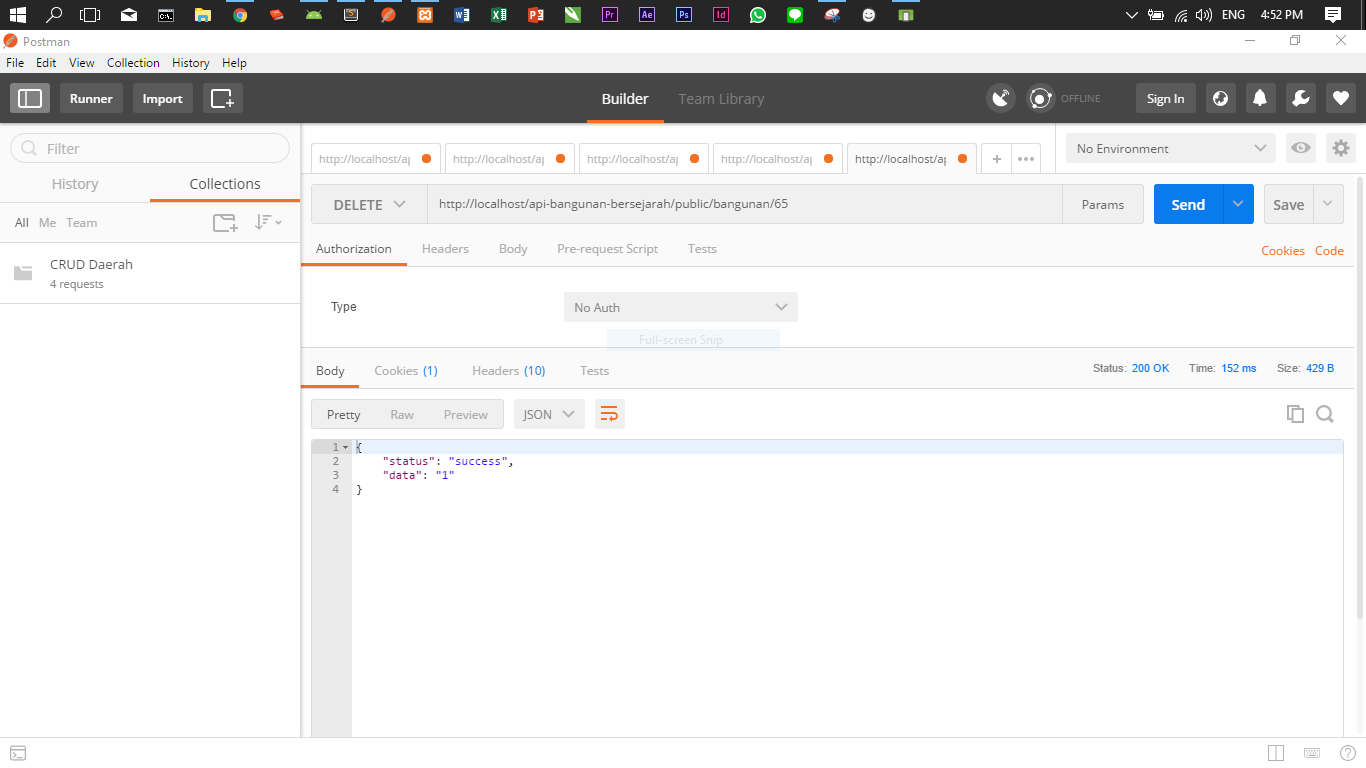 ENG 4:52 PM
Postman
File Edit View Collection History Help
Runner Import Builder Team Library OFFLINE Sign In
Filter
History Collections
All Me Team
CRUD Daerah
4 requests
http://localhost/ap http://localhost/ap http://localhost/ap http://localhost/ap http://localhost/ap + No Environment
DELETE http://localhost/api-bangunan-bersejarah/public/bangunan/65 Params Send Save
Authorization Headers Body Pre-request Script Tests Cookies Code
Type No Auth
Full-screen Snip
Body Cookies (1) Headers (10) Tests Status: 200 OK Time: 152 ms Size: 429 B
Pretty Raw Preview JSON
1 {
2 "status": "success",
3 "data": "1"
4 }